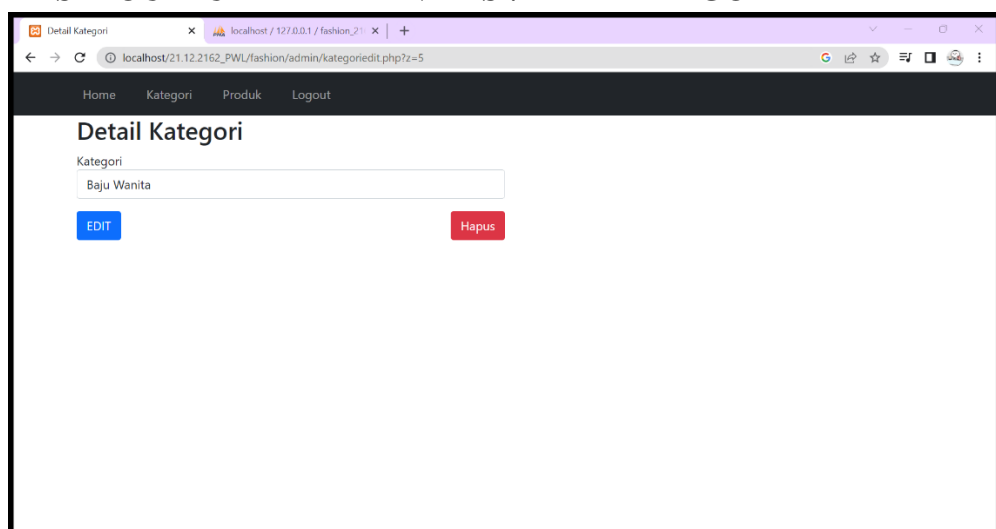 Detail Kategori
localhost / 127.0.0.1 / fashion_21
localhost/21.12.2162_PWL/fashion/admin/kategoriedit.php?z=5
Home Kategori Produk Logout
Detail Kategori
Kategori
Baju Wanita
EDIT Hapus